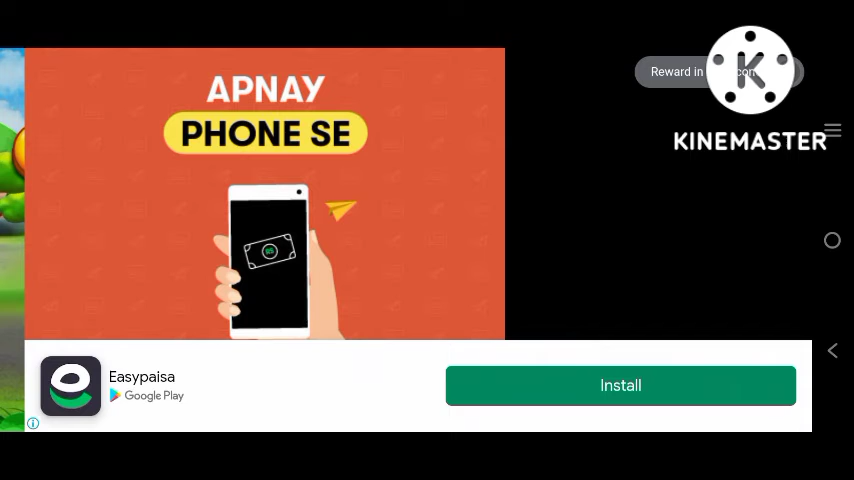 APNAY
PHONE SE
Reward in
KINEMASTER
Easypaisa
Google Play
Install